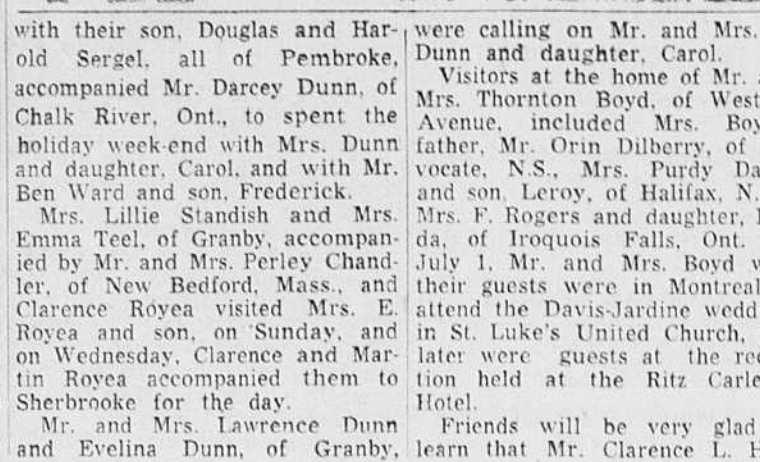 with their son, Douglas and Har-
old Sergel, all of Pembroke,
accompanied Mr. Darcey Dunn, of
Chalk River, Ont., to spent the
holiday week-end with Mrs. Dunn
and daughter, Carol, and with Mr.
Ben Ward and son, Frederick.
Mrs. Lillie Standish and Mrs.
Emma Teel, of Granby, accompan-
ied by Mr. and Mrs. Perley Chand-
ler, of New Bedford, Mass., and
Clarence Royea visited Mrs. E.
Royea and son, on Sunday, and
on Wednesday, Clarence and Mar-
tin Royea accompanied them to
Sherbrooke for the day.
Mr. and Mrs. Lawrence Dunn
and Evelina Dunn, of Granby,
were calling on Mr. and Mrs.
Dunn and daughter, Carol.
Visitors at the home of Mr.
Mrs. Thornton Boyd, of West
Avenue, included Mrs. Boy
father, Mr. Orin Dilberry, of
vocate, N.S., Mrs. Purdy Da
and son, Leroy, of Halifax, N.
Mrs. F. Rogers and daughter,
da, of Iroquois Falls, Ont.
July 1, Mr. and Mrs. Boyd
their guests were in Montreal
attend the Davis-Jardine wedd
in St. Luke's United Church,
later were guests at the rec
tion held at the Ritz Carle
Hotel.
Friends will be very glad
learn that Mr. Clarence L. H